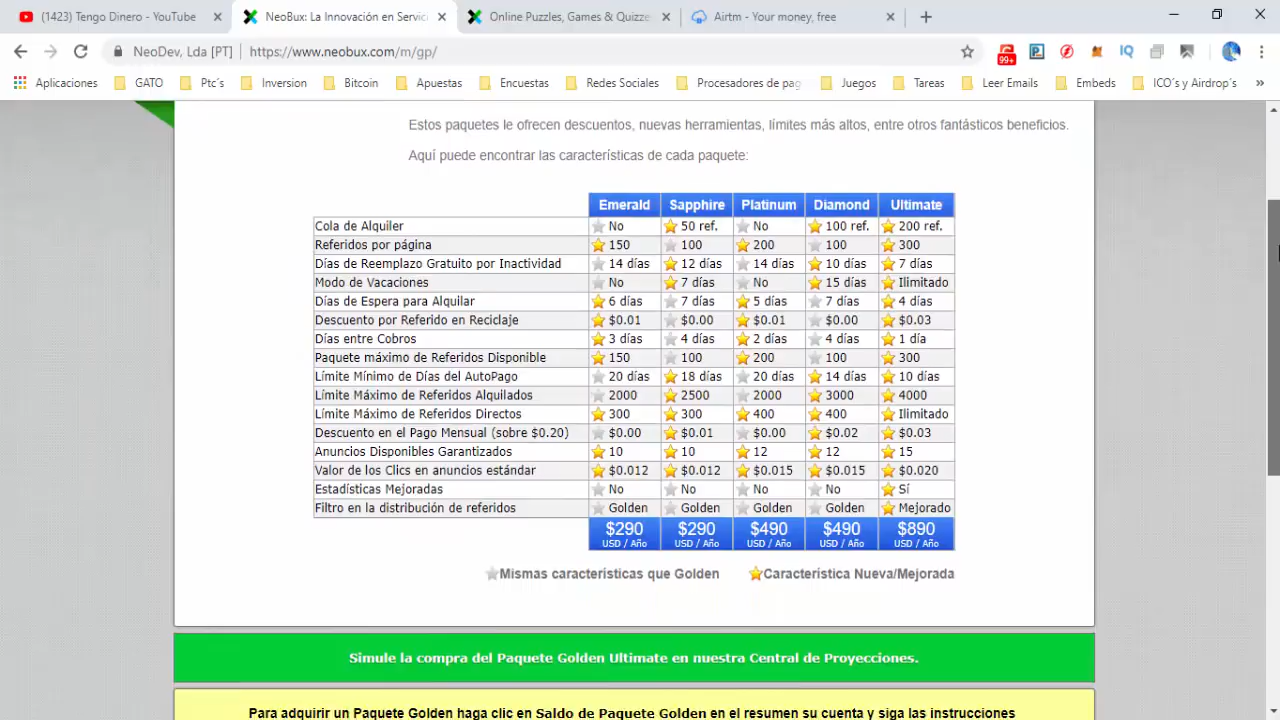 (1423) Tengo Dinero - YouTube
NeoBux: La Innovación en Servic
Online Puzzles, Games & Quizze
Airtm - Your money, free
NeoDev, Lda [PT]
https://www.neobux.com/m/gp/
99+
IQ
Aplicaciones GATO Ptc´s Inversion Bitcoin Apuestas Encuestas Redes Sociales Procesadores de pag Juegos Tareas Leer Emails Embeds ICO´s y Airdrop´s »
Estos paquetes le ofrecen descuentos, nuevas herramientas, límites más altos, entre otros fantásticos beneficios.
Aquí puede encontrar las características de cada paquete:
Emerald Sapphire Platinum Diamond Ultimate
Cola de Alquiler No 50 ref. No 100 ref. 200 ref.
Referidos por página 150 100 200 100 300
Días de Reemplazo Gratuito por Inactividad 14 días 12 días 14 días 10 días 7 días
Modo de Vacaciones No 7 días No 15 días Ilimitado
Días de Espera para Alquilar 6 días 7 días 5 días 7 días 4 días
Descuento por Referido en Reciclaje $0.01 $0.00 $0.01 $0.00 $0.03
Días entre Cobros 3 días 4 días 2 días 4 días 1 día
Paquete máximo de Referidos Disponible 150 100 200 100 300
Límite Mínimo de Días del AutoPago 20 días 18 días 20 días 14 días 10 días
Límite Máximo de Referidos Alquilados 2000 2500 2000 3000 4000
Límite Máximo de Referidos Directos 300 300 400 400 Ilimitado
Descuento en el Pago Mensual (sobre $0.20) $0.00 $0.01 $0.00 $0.02 $0.03
Anuncios Disponibles Garantizados 10 10 12 12 15
Valor de los Clics en anuncios estándar $0.012 $0.012 $0.015 $0.015 $0.020
Estadísticas Mejoradas No No No No Sí
Filtro en la distribución de referidos Golden Golden Golden Golden Mejorado
$290 $290 $490 $490 $890
USD / Año USD / Año USD / Año USD / Año USD / Año
Mismas características que Golden Característica Nueva/Mejorada
Simule la compra del Paquete Golden Ultimate en nuestra Central de Proyecciones.
Para adquirir un Paquete Golden haga clic en Saldo de Paquete Golden en el resumen su cuenta y siga las instrucciones